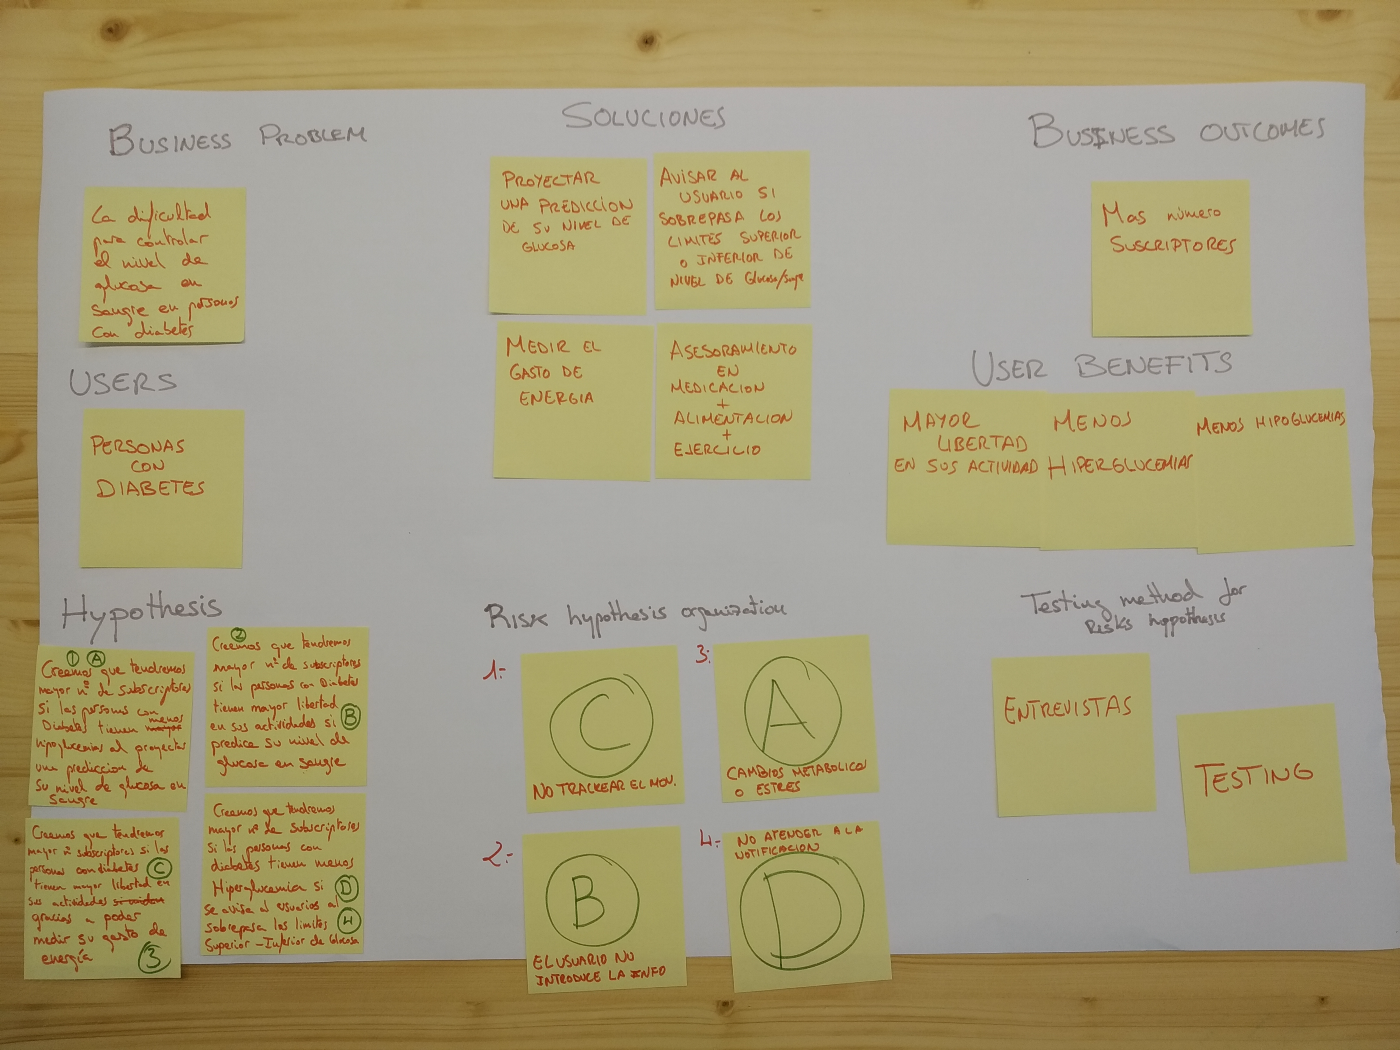 BUSINESS PROBLEM
La dificultad
para controlar
el nivel de
glucosa en
sangre en personas
con diabetes
USERS
PERSONAS
CON
DIABETES
SOLUCIONES
PROYECTAR
UNA PREDICCION
DE SU NIVEL DE
GLUCOSA
AVISAR AL
USUARIO SI
SOBREPASA LOS
LIMITES SUPERIOR
O INFERIOR DE
NIVEL DE Glucosa/
MEDIR EL
GASTO DE
ENERGIA
ASESORAMIENTO
EN
MEDICACION
+
ALIMENTACION
+
EJERCICIO
BUSINESS OUTCOMES
Mas número
SUSCRIPTORES
USER BENEFITS
MAYOR
LIBERTAD
EN SUS ACTIVIDAD
MENOS
HIPERGLUCEMIAS
MENOS HIPOGLUCEMIAS
Hypothesis
1 A
Creemos que tendremos
mayor nº de subscriptores
si las personas con
Diabetes tienen menos mayor
hipoglucemias al proyectar
una prediccion de
su nivel de glucosa en
sangre
2
Creemos que tendremos
mayor nº de subscriptores
si las personas con Diabetes
tienen mayor libertad
en sus actividades si B
predice su nivel de
glucosa en sangre
Creemos que tendremos
mayor nº subscriptores si las
personas con diabetes C
tienen mayor libertad en
sus actividades
gracias a poder
medir su gasto de
energía 3
Creemos que tendremos
mayor nº de subscriptores
si las personas con
diabetes tienen menos
Hiperglucemia si D
se avisa al usuarios al
sobrepasa los limites 4
Superior - Inferior de Glucosa
RISK hypothesis organization
1:-
C
NO TRACKEAR EL MOV.
2:-
B
EL USUARIO NO
INTRODUCE LA INFO
3:
A
CAMBIOS METABOLICOS
O ESTRES
4-
NO ATENDER A LA
NOTIFICACION
D
Testing method for
Risks hyppothesis
ENTREVISTAS
TESTING